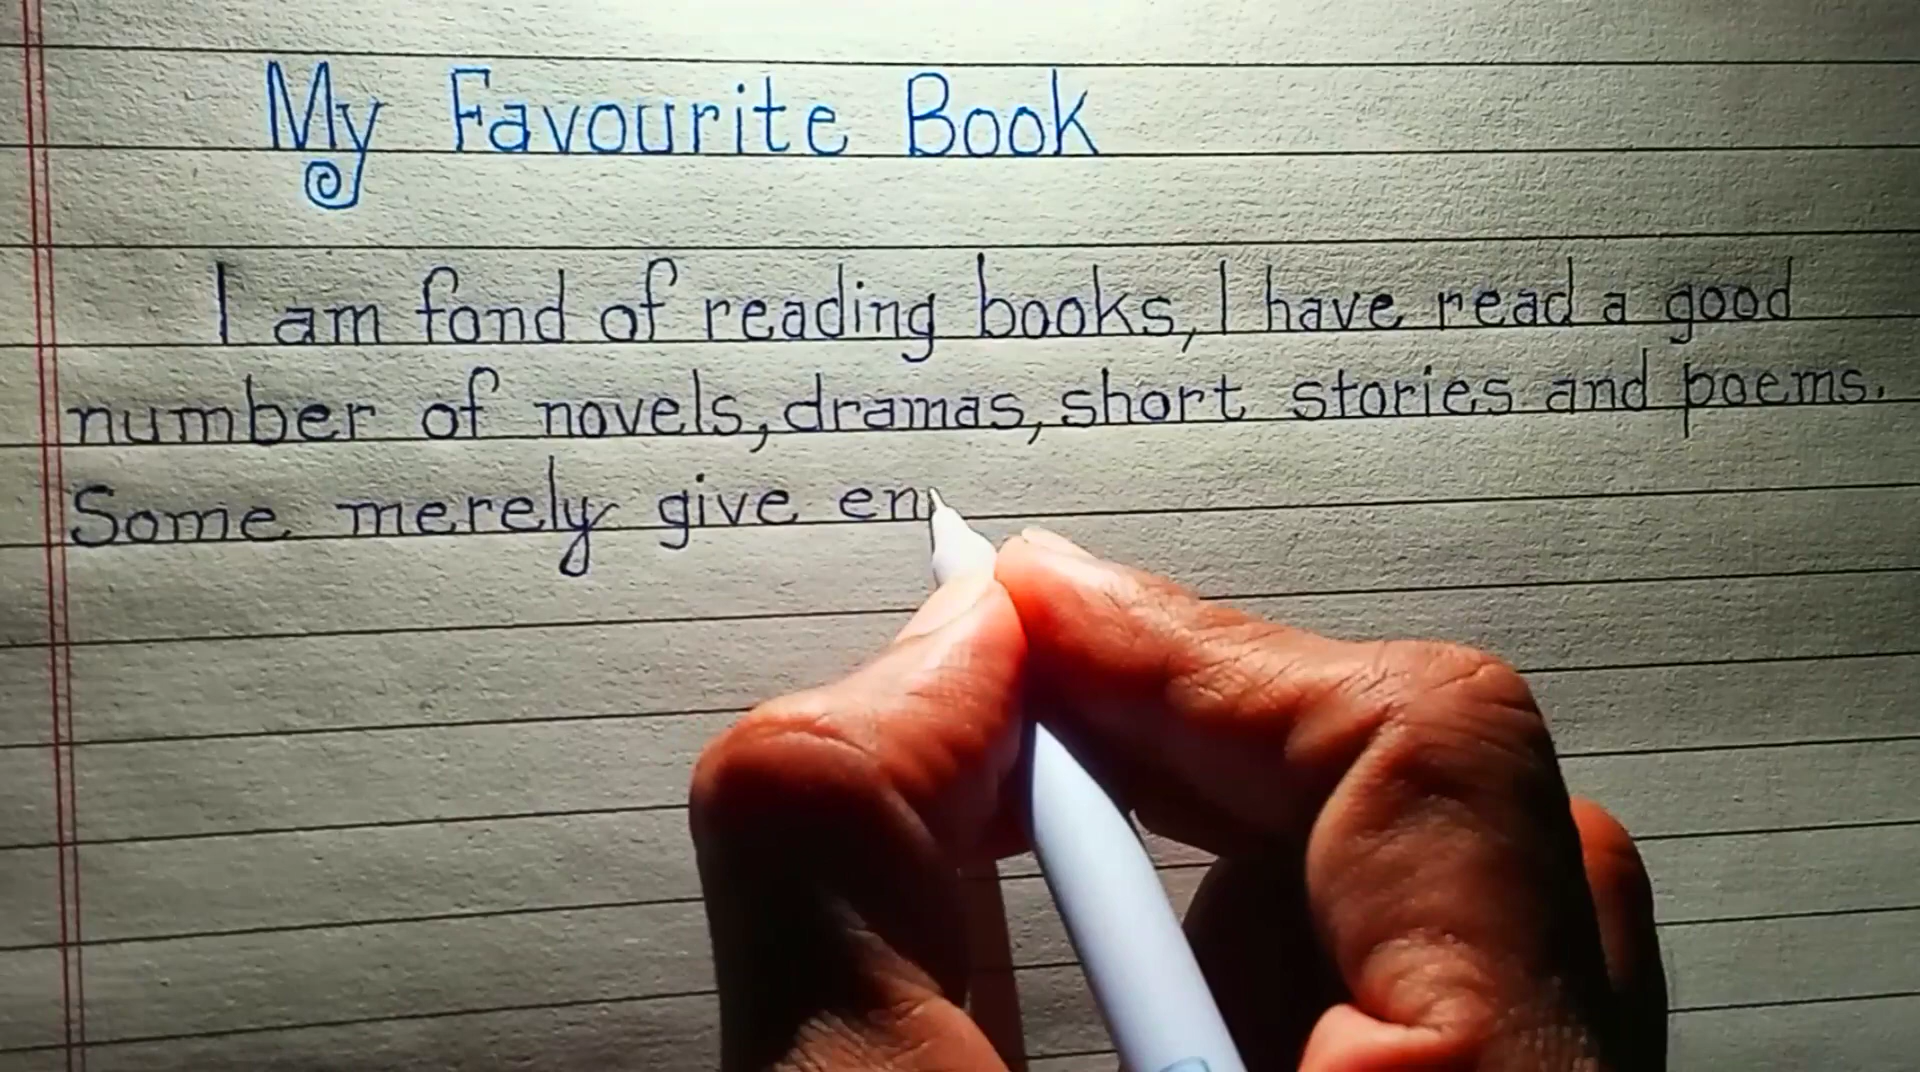 My Favourite Book
I am fond of reading books, I have read a good
number of novels, dramas, short stories and poems.
Some merely give en